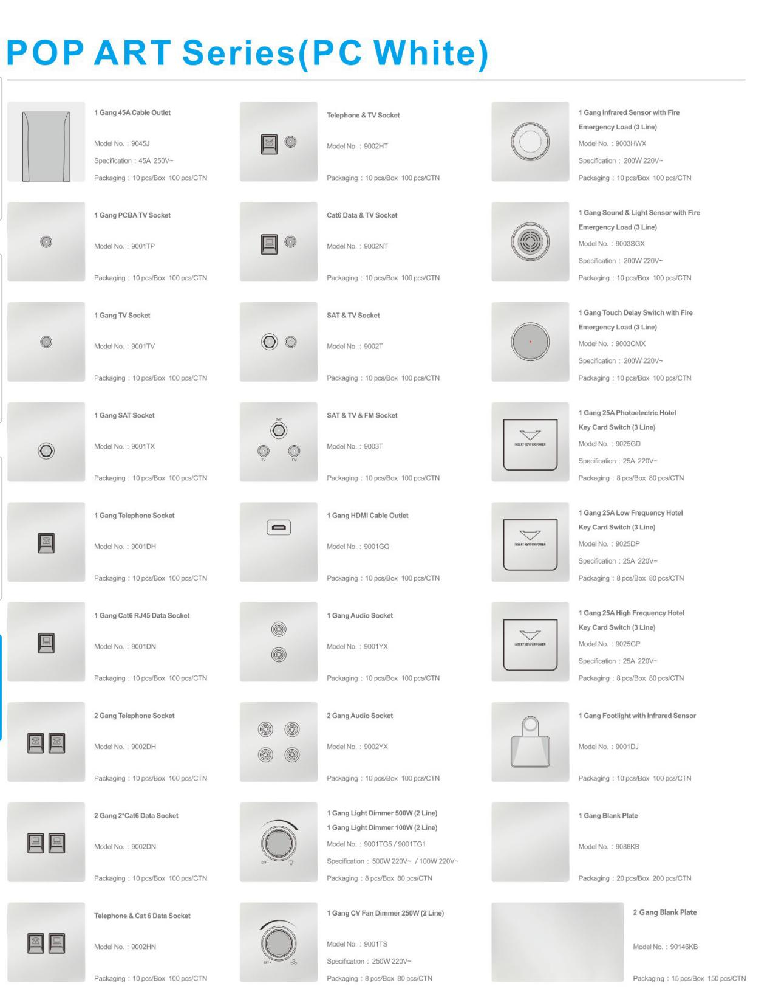 POP ART Series(PC White)
1 Gang 45A Cable Outlet
Model No. : 9045J
Specification : 45A 250V~
Packaging : 10 pcs/Box 100 pcs/CTN
1 Gang PCBA TV Socket
Model No. : 9001TP
Packaging : 10 pcs/Box 100 pcs/CTN
1 Gang TV Socket
Model No. : 9001TV
Packaging : 10 pcs/Box 100 pcs/CTN
1 Gang SAT Socket
Model No. : 9001TX
Packaging : 10 pcs/Box 100 pcs/CTN
1 Gang Telephone Socket
Model No. : 9001DH
Packaging : 10 pcs/Box 100 pcs/CTN
1 Gang Cat6 RJ45 Data Socket
Model No. : 9001DN
Packaging : 10 pcs/Box 100 pcs/CTN
2 Gang Telephone Socket
Model No. : 9002DH
Packaging : 10 pcs/Box 100 pcs/CTN
2 Gang 2*Cat6 Data Socket
Model No. : 9002DN
Packaging : 10 pcs/Box 100 pcs/CTN
Telephone & Cat 6 Data Socket
Model No. : 9002HN
Packaging : 10 pcs/Box 100 pcs/CTN
Telephone & TV Socket
Model No. : 9002HT
Packaging : 10 pcs/Box 100 pcs/CTN
Cat6 Data & TV Socket
Model No. : 9002NT
Packaging : 10 pcs/Box 100 pcs/CTN
SAT & TV Socket
Model No. : 9002T
Packaging : 10 pcs/Box 100 pcs/CTN
SAT
TV
FM
SAT & TV & FM Socket
Model No. : 9003T
Packaging : 10 pcs/Box 100 pcs/CTN
1 Gang HDMI Cable Outlet
Model No. : 9001GQ
Packaging : 10 pcs/Box 100 pcs/CTN
1 Gang Audio Socket
Model No. : 9001YX
Packaging : 10 pcs/Box 100 pcs/CTN
2 Gang Audio Socket
Model No. : 9002YX
Packaging : 10 pcs/Box 100 pcs/CTN
OFF •
1 Gang Light Dimmer 500W (2 Line)
1 Gang Light Dimmer 100W (2 Line)
Model No. : 9001TG5 / 9001TG1
Specification : 500W 220V~ / 100W 220V~
Packaging : 8 pcs/Box 80 pcs/CTN
OFF •
1 Gang CV Fan Dimmer 250W (2 Line)
Model No. : 9001TS
Specification : 250W 220V~
Packaging : 8 pcs/Box 80 pcs/CTN
1 Gang Infrared Sensor with Fire
Emergency Load (3 Line)
Model No. : 9003HWX
Specification : 200W 220V~
Packaging : 10 pcs/Box 100 pcs/CTN
1 Gang Sound & Light Sensor with Fire
Emergency Load (3 Line)
Model No. : 9003SGX
Specification : 200W 220V~
Packaging : 10 pcs/Box 100 pcs/CTN
1 Gang Touch Delay Switch with Fire
Emergency Load (3 Line)
Model No. : 9003CMX
Specification : 200W 220V~
Packaging : 10 pcs/Box 100 pcs/CTN
INSERT KEY FOR POWER
1 Gang 25A Photoelectric Hotel
Key Card Switch (3 Line)
Model No. : 9025GD
Specification : 25A 220V~
Packaging : 8 pcs/Box 80 pcs/CTN
INSERT KEY FOR POWER
1 Gang 25A Low Frequency Hotel
Key Card Switch (3 Line)
Model No. : 9025DP
Specification : 25A 220V~
Packaging : 8 pcs/Box 80 pcs/CTN
INSERT KEY FOR POWER
1 Gang 25A High Frequency Hotel
Key Card Switch (3 Line)
Model No. : 9025GP
Specification : 25A 220V~
Packaging : 8 pcs/Box 80 pcs/CTN
1 Gang Footlight with Infrared Sensor
Model No. : 9001DJ
Packaging : 10 pcs/Box 100 pcs/CTN
1 Gang Blank Plate
Model No. : 9086KB
Packaging : 20 pcs/Box 200 pcs/CTN
2 Gang Blank Plate
Model No. : 90146KB
Packaging : 15 pcs/Box 150 pcs/CTN